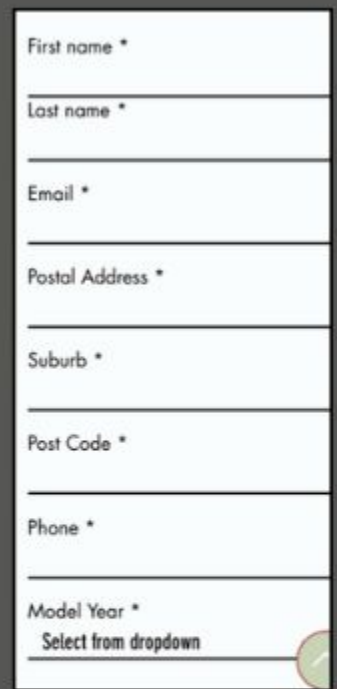 First name *
Last name *
Email *
Postal Address *
Suburb *
Post Code *
Phone *
Model Year *
Select from dropdown